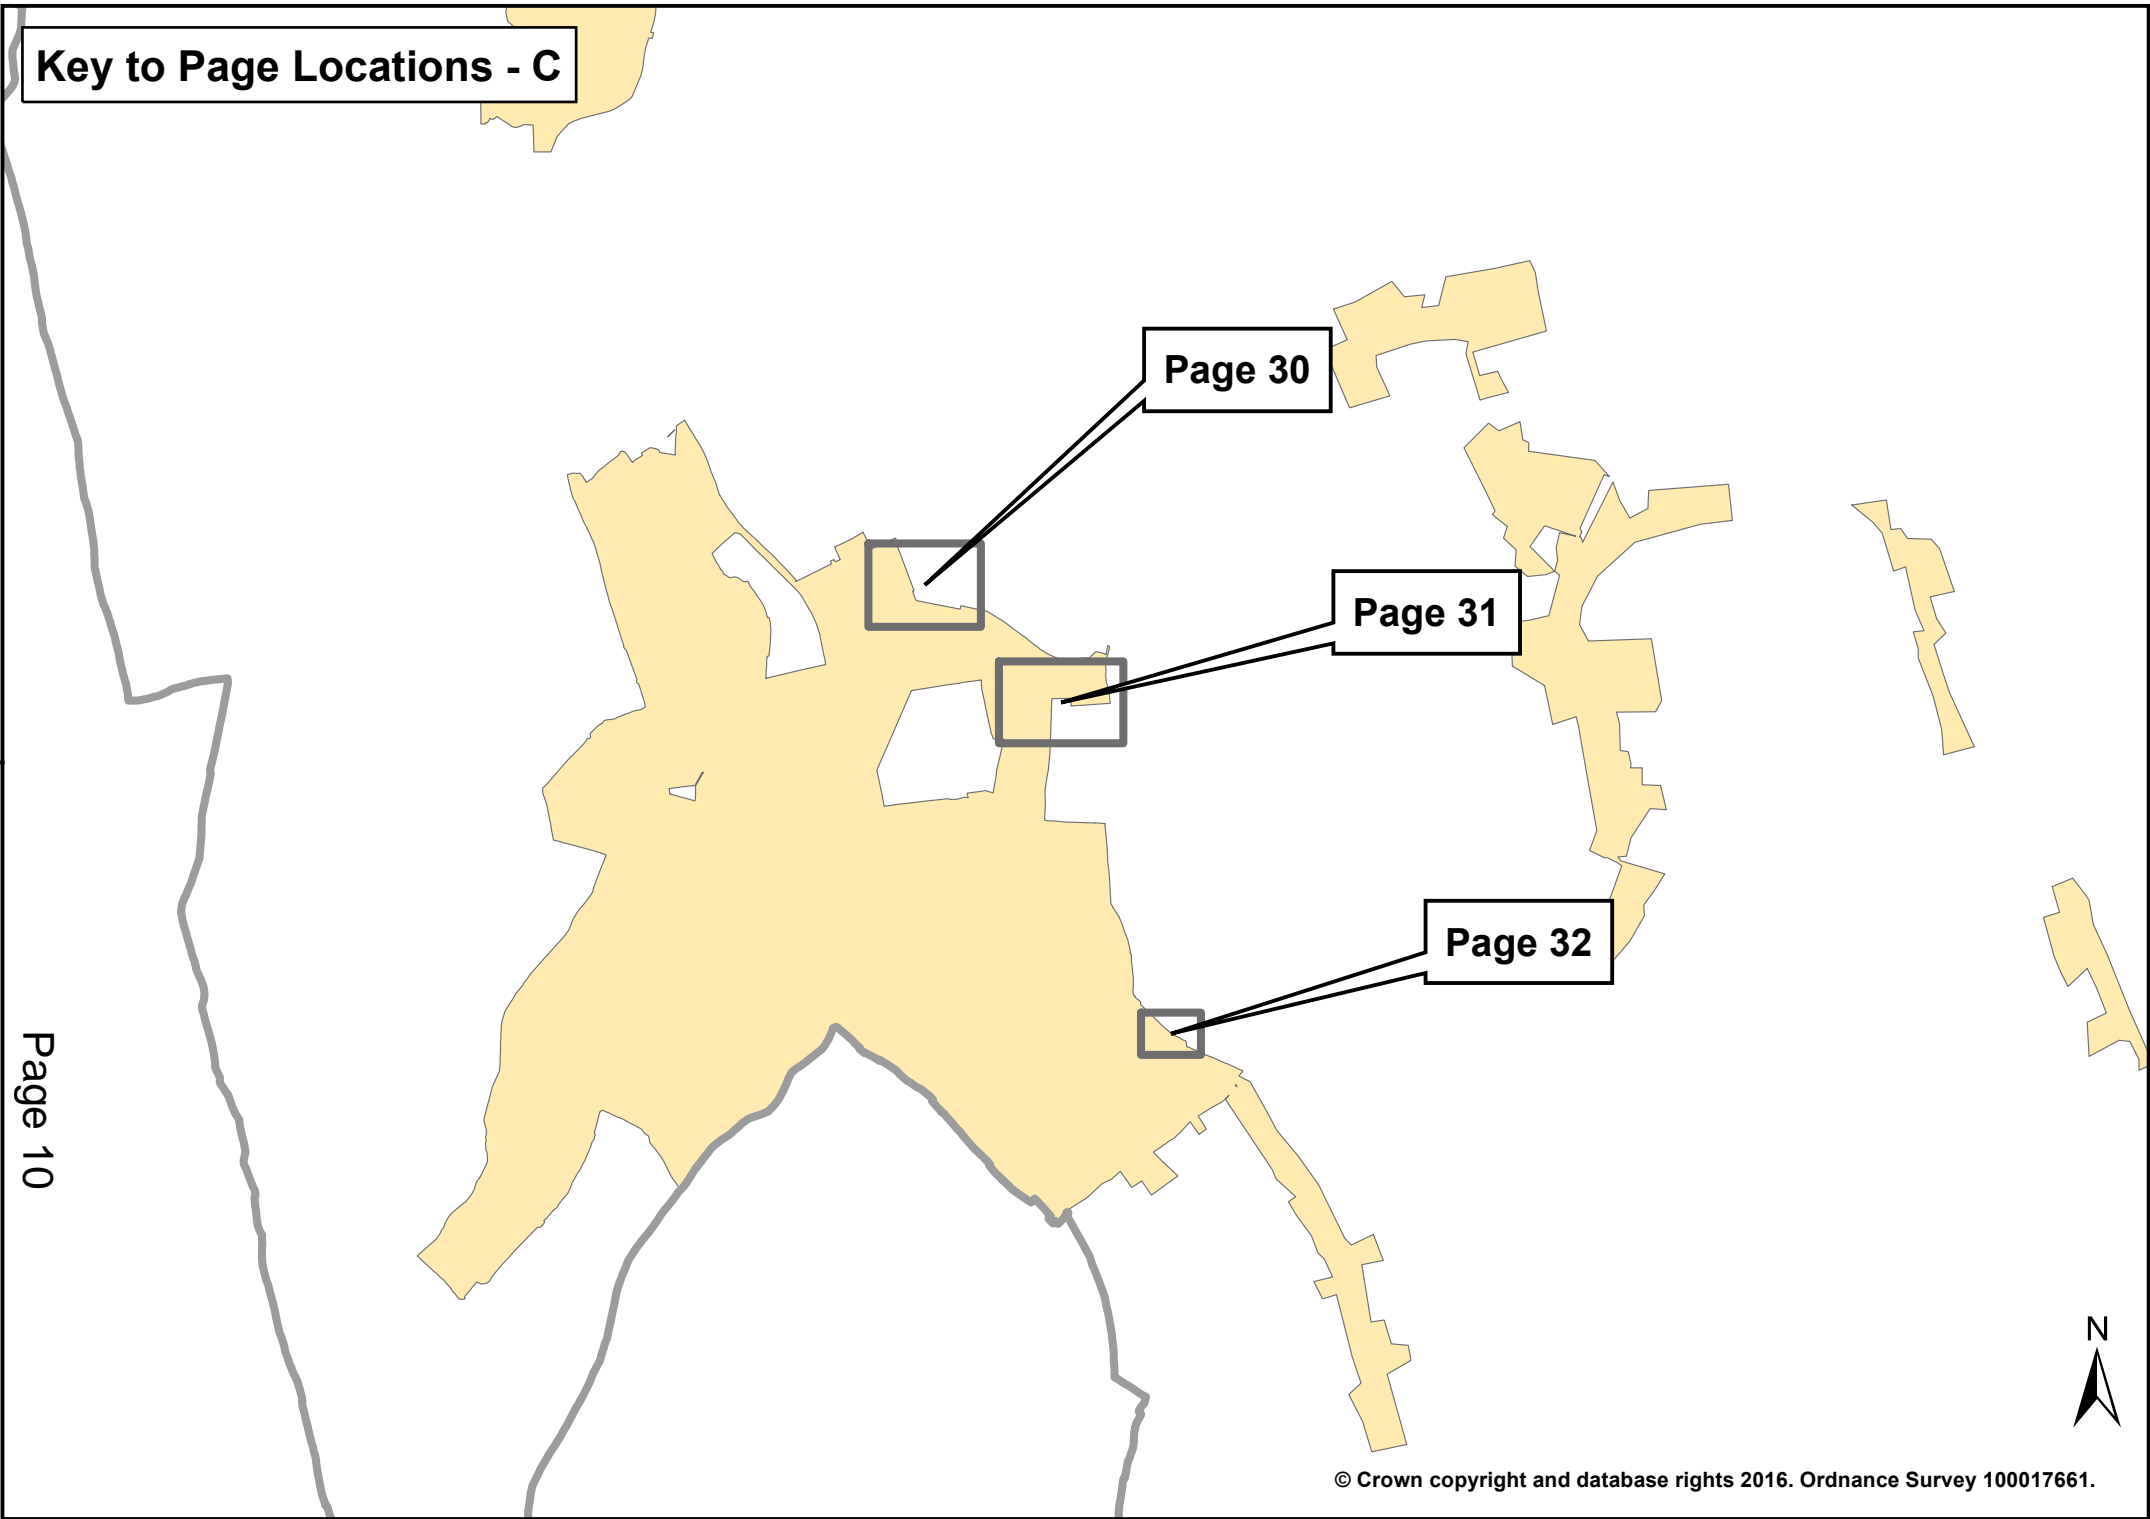 Key to Page Locations - C
Page 30
Page 31
Page 32
Page 10
N
© Crown copyright and database rights 2016. Ordnance Survey 100017661.